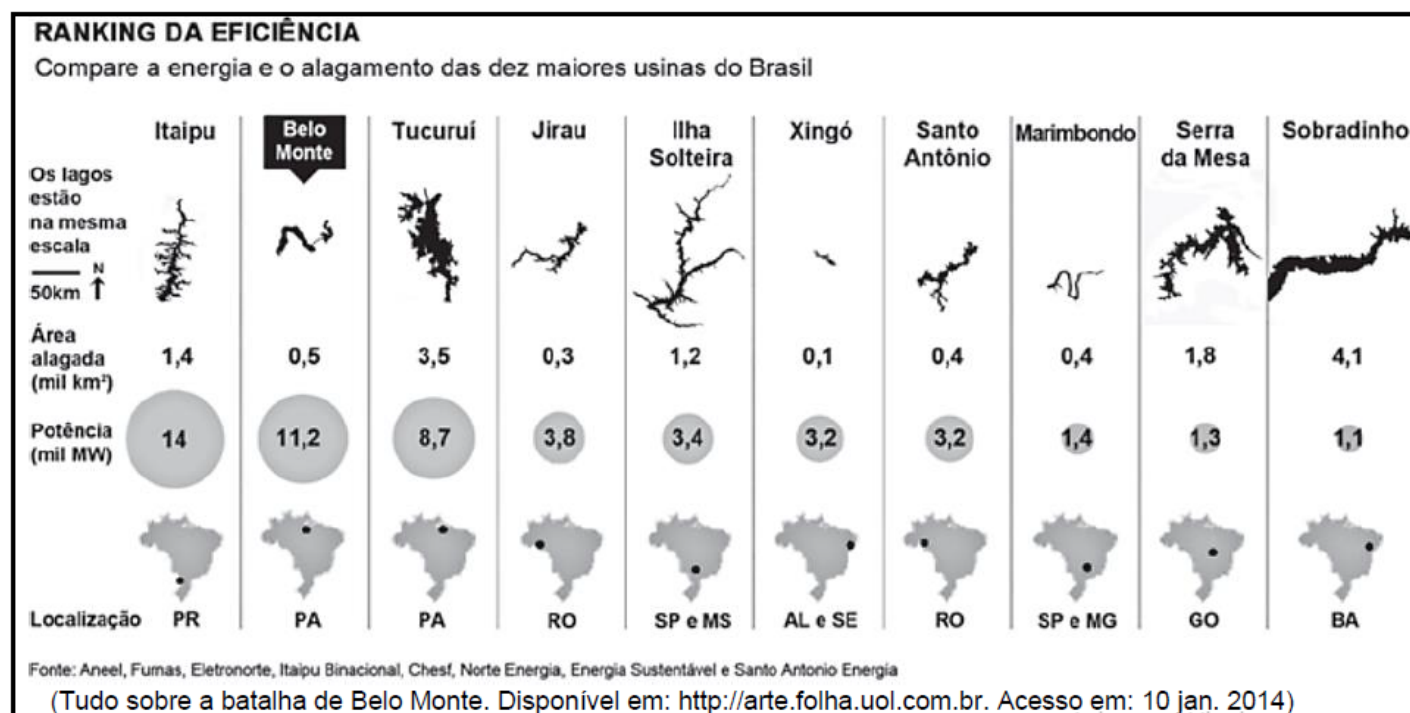 RANKING DA EFICIÊNCIA
Compare a energia e o alagamento das dez maiores usinas do Brasil
Itaipu Belo Monte Tucuruí Jirau Ilha Solteira Xingó Santo Antônio Marimbondo Serra da Mesa Sobradinho
Os lagos
estão
na mesma
escala
N
50km
Área
alagada 1,4 0,5 3,5 0,3 1,2 0,1 0,4 0,4 1,8 4,1
(mil km²)
Potência
(mil MW) 14 11,2 8,7 3,8 3,4 3,2 3,2 1,4 1,3 1,1
Localização PR PA PA RO SP e MS AL e SE RO SP e MG GO BA
Fonte: Aneel, Furnas, Eletronorte, Itaipu Binacional, Chesf, Norte Energia, Energia Sustentável e Santo Antonio Energia
(Tudo sobre a batalha de Belo Monte. Disponível em: http://arte.folha.uol.com.br. Acesso em: 10 jan. 2014)